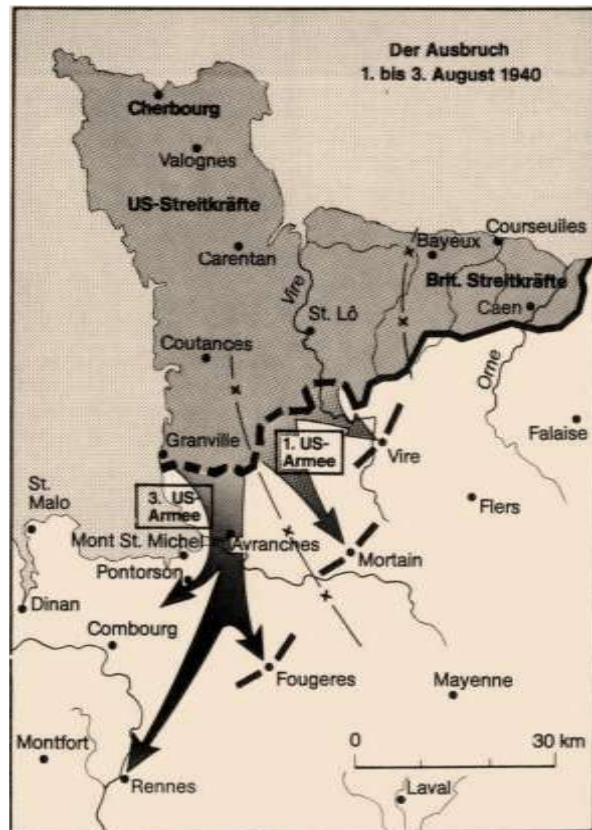 Der Ausbruch
1. bis 3. August 1940
Cherbourg
Valognes
US-Streitkräfte
Carentan
Vire
Bayeux
Courseuiles
Brit. Streitkräfte
Caen
St. Lô
Coutances
Orne
Granville
1. US-
Armee
Vire
Falaise
St.
Malo
3. US-
Armee
Flers
Mont St. Michel
Avranches
Mortain
Pontorson
Dinan
Combourg
Fougeres
Mayenne
Montfort
0 30 km
Rennes
Laval